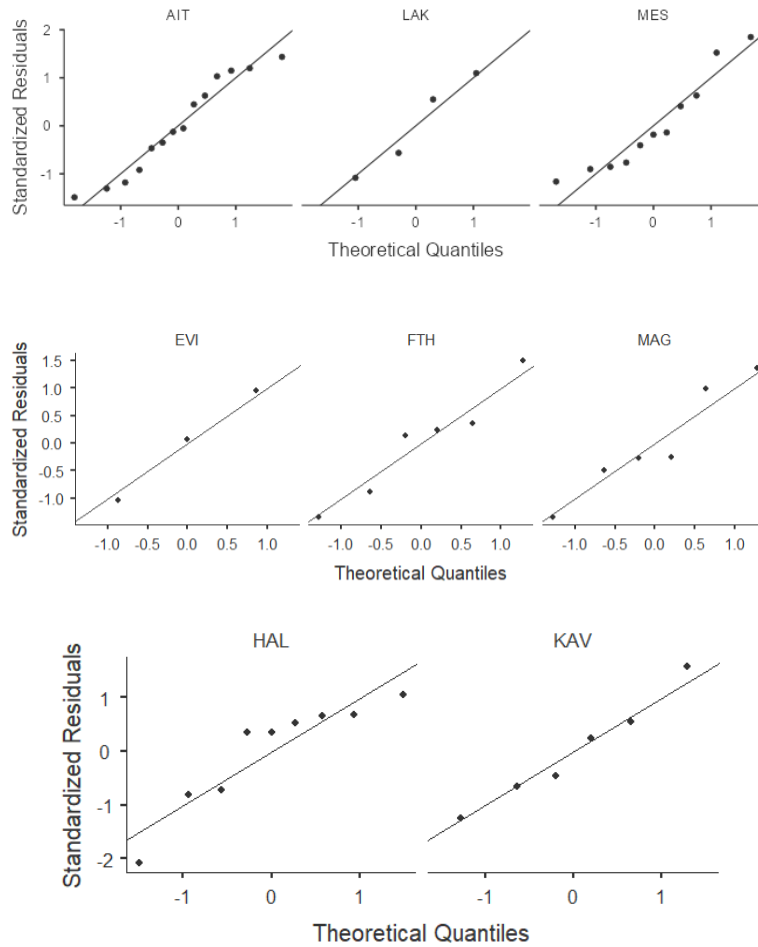 AIT LAK MES
Standardized Residuals
2
1
0
-1
-1 0 1 -1 0 1 -1 0 1
Theoretical Quantiles
EVI FTH MAG
Standardized Residuals
1.5
1.0
0.5
0.0
-0.5
-1.0
-1.0 -0.5 0.0 0.5 1.0 -1.0 -0.5 0.0 0.5 1.0 -1.0 -0.5 0.0 0.5 1.0
Theoretical Quantiles
HAL KAV
Standardized Residuals
1
0
-1
-2
-1 0 1 -1 0 1
Theoretical Quantiles